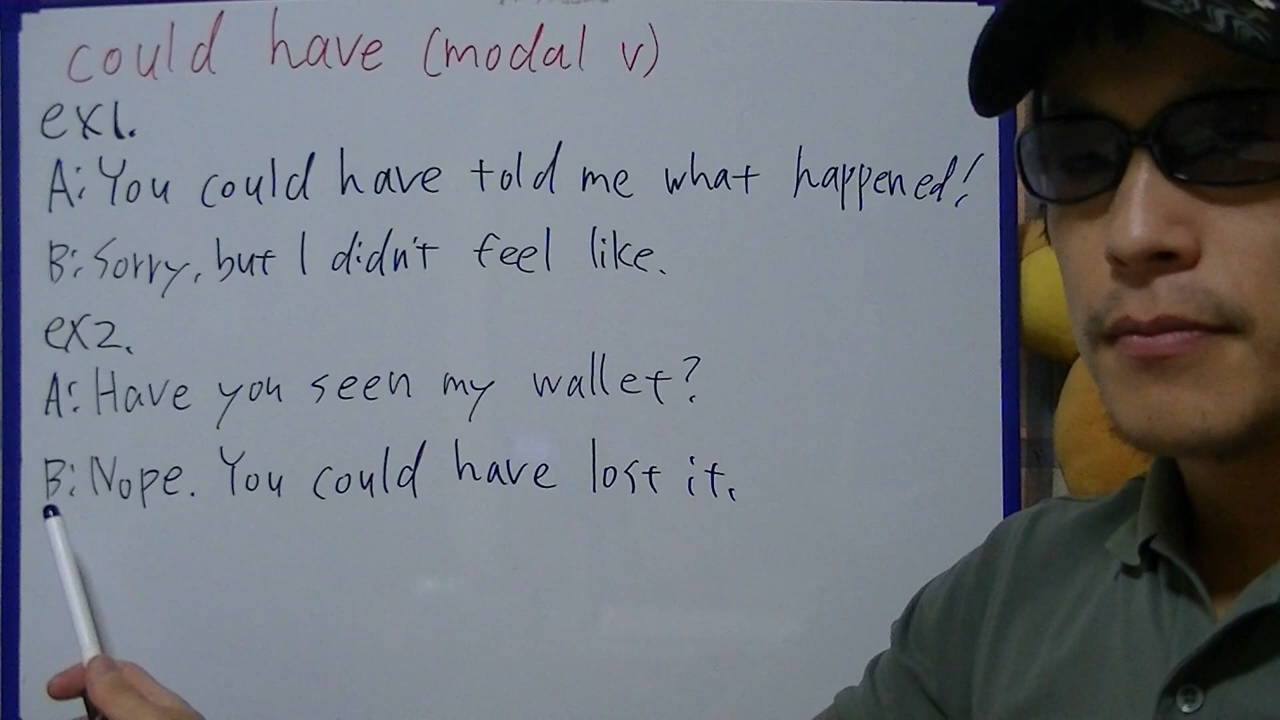 could have (modal v)
ex1.
A: You could have told me what happened!
B: Sorry, but I didn't feel like.
ex2.
A: Have you seen my wallet?
B: Nope. You could have lost it.